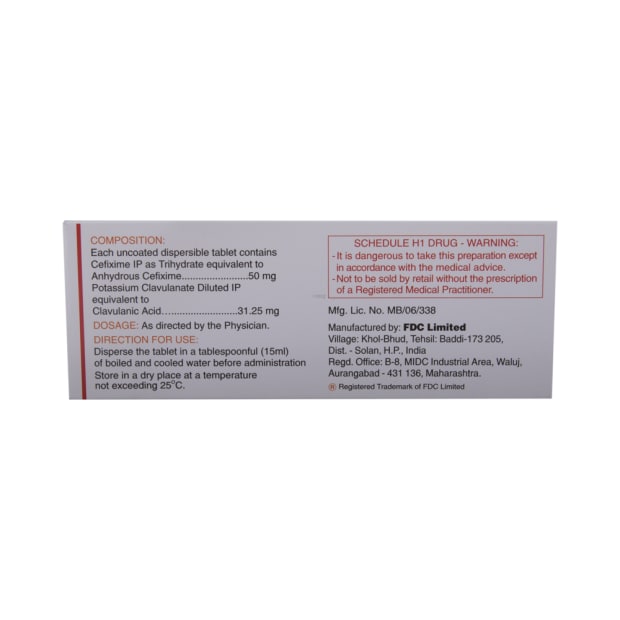 COMPOSITION:
Each uncoated dispersible tablet contains
Cefixime IP as Trihydrate equivalent to
Anhydrous Cefixime........................50 mg
Potassium Clavulanate Diluted IP
equivalent to
Clavulanic Acid............................31.25 mg
DOSAGE: As directed by the Physician.
DIRECTION FOR USE:
Disperse the tablet in a tablespoonful (15ml)
of boiled and cooled water before administration
Store in a dry place at a temperature
not exceeding 25°C.
SCHEDULE H1 DRUG - WARNING:
- It is dangerous to take this preparation except
in accordance with the medical advice.
- Not to be sold by retail without the prescription
of a Registered Medical Practitioner.
Mfg. Lic. No. MB/06/338
Manufactured by: FDC Limited
Village: Khol-Bhud, Tehsil: Baddi-173 205,
Dist. - Solan, H.P., India
Regd. Office: B-8, MIDC Industrial Area, Waluj,
Aurangabad - 431 136, Maharashtra.
® Registered Trademark of FDC Limited